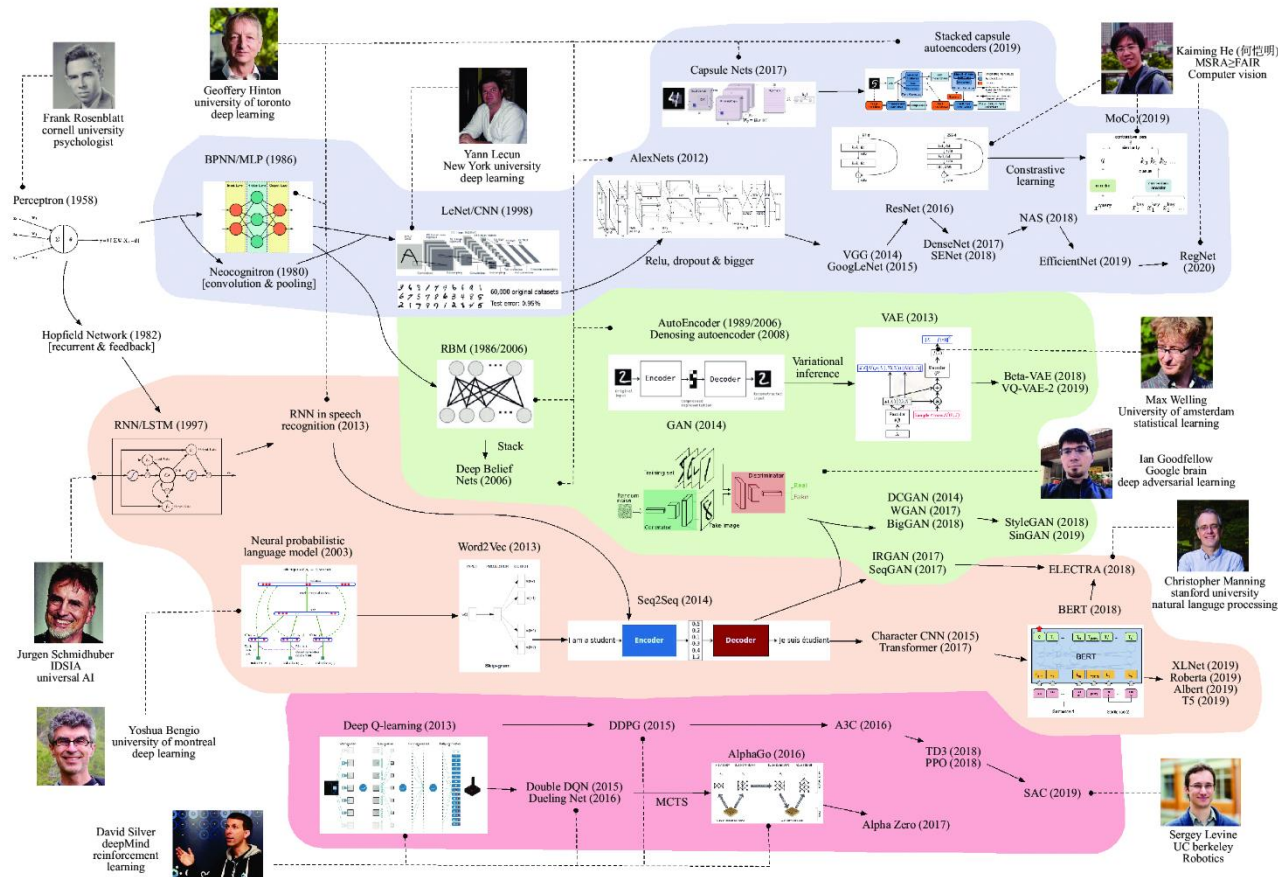 Frank Rosenblatt
cornell university
psychologist
Geoffery Hinton
university of toronto
deep learning
Yann Lecun
New York university
deep learning
Stacked capsule
autoencoders (2019)
Capsule Nets (2017)
Kaiming He (何恺明)
MSRA≥FAIR
Computer vision
MoCo (2019)
BPNN/MLP (1986)
AlexNets (2012)
Constrastive
learning
Perceptron (1958)
LeNet/CNN (1998)
Neocognitron (1980)
[convolution & pooling]
60,000 original datasets
Test error: 0.95%
Relu, dropout & bigger
ResNet (2016)
VGG (2014)
GoogLeNet (2015)
DenseNet (2017)
SENet (2018)
NAS (2018)
EfficientNet (2019)
RegNet
(2020)
Hopfield Network (1982)
[recurrent & feedback]
RBM (1986/2006)
Stack
Deep Belief
Nets
(2006)
AutoEncoder (1989/2006)
Denosing autoencoder (2008)
Encoder
Decoder
Variational
inference
VAE (2013)
Beta-VAE (2018)
VQ-VAE-2 (2019)
Max Welling
University of amsterdam
statistical learning
GAN (2014)
Training set
Random
noise
Generator
Fake image
Discriminator
Real
Fake
DCGAN (2014)
WGAN
(2017)
BigGAN (2018)
StyleGAN (2018)
SinGAN
(2019)
Ian Goodfellow
Google brain
deep adversarial learning
RNN/LSTM (1997)
RNN in speech
recognition (2013)
Neural probabilistic
language model (2003)
Word2Vec (2013)
Skip-gram
Seq2Seq (2014)
I am a student
Encoder
Decoder
Je suis étudiant
IRGAN (2017)
SeqGAN
(2017)
ELECTRA (2018)
BERT (2018)
Christopher Manning
stanford university
natural languge processing
Character CNN (2015)
Transformer
(2017)
BERT
XLNet (2019)
Roberta (2019)
Albert (2019)
T5 (2019)
Jurgen Schmidhuber
IDSIA
universal AI
Yoshua Bengio
university of montreal
deep learning
Deep Q-learning (2013)
DDPG (2015)
A3C (2016)
Double DQN (2015)
Dueling Net (2016)
MCTS
AlphaGo (2016)
Alpha Zero (2017)
TD3 (2018)
PPO (2018)
SAC (2019)
David Silver
deepMind
reinforcement
learning
Sergey Levine
UC berkeley
Robotics